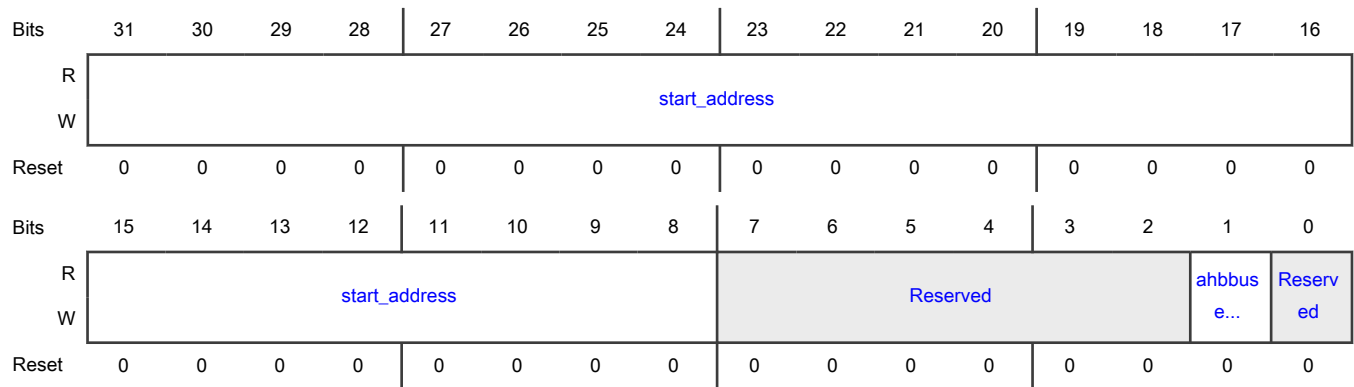 Bits 31 30 29 28 27 26 25 24 23 22 21 20 19 18 17 16
R
start_address
W
Reset 0 0 0 0 0 0 0 0 0 0 0 0 0 0 0 0
Bits 15 14 13 12 11 10 9 8 7 6 5 4 3 2 1 0
R
start_address Reserved ahbbus Reserv
e... ed
W
Reset 0 0 0 0 0 0 0 0 0 0 0 0 0 0 0 0